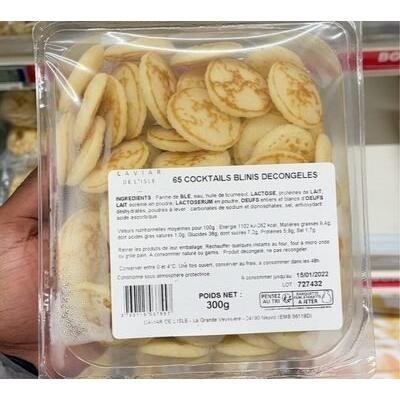 CAVIAR
DE L'ISLE
65 COCKTAILS BLINIS DECONGELES
INGREDIENTS : Farine de BLE, eau, huile de tournesol, LACTOSE, protéines de LAIT,
LAIT écrémé en poudre, LACTOSERUM en poudre, OEUFS entiers et blancs d'OEUFS
déshydratés, poudres à lever : carbonates de sodium et diphosphates; sel, antioxydant
acide ascorbique
Valeurs nutritionnelles moyennes pour 100g : Energie 1102 KJ-262 kcal, Matières grasses 9,4g,
dont acides gras saturés 1,0g, Glucides 38g, dont sucres 7,2g, Protéines 5,9g, Sel 1,7g
Retirer les produits de leur emballage. Réchauffer quelques instants au four, four à micro onde
ou grille pain. A consommer nature ou garnis. Produit décongelé, ne pas recongeler.
Conserver entre 0 et 4°C. Une fois ouvert, conserver au frais, à consommer dans les 48h.
Conditionné sous atmosphère protectrice.
A consommer jusqu'au 15/01/2022
LOT : 727432
POIDS NET :
300g
PENSEZ
AU TRI
A JETER
CAVIAR DE L'ISLE - La Grande